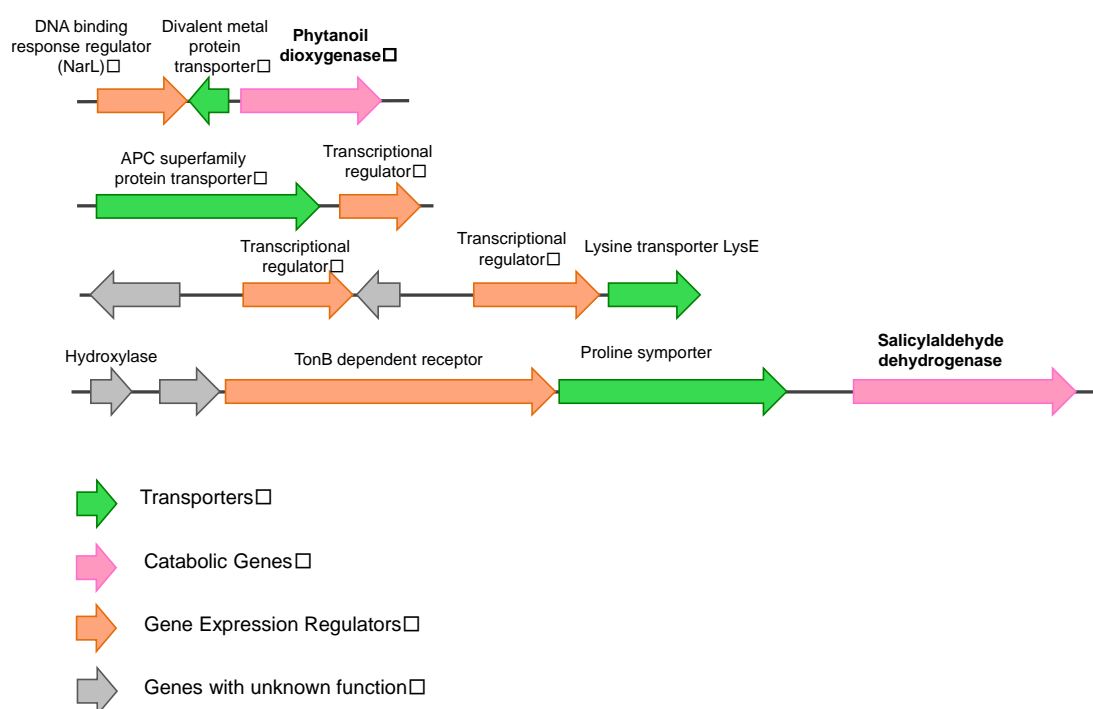 DNA binding
response regulator
(NarL)□
Divalent metal
protein
transporter□
Phytanoil
dioxygenase□
APC superfamily
protein transporter□
Transcriptional
regulator□
Transcriptional
regulator□
Transcriptional
regulator□
Lysine transporter LysE
Hydroxylase
TonB dependent receptor
Proline symporter
Salicylaldehyde
dehydrogenase
Transporters□
Catabolic Genes□
Gene Expression Regulators□
Genes with unknown function□